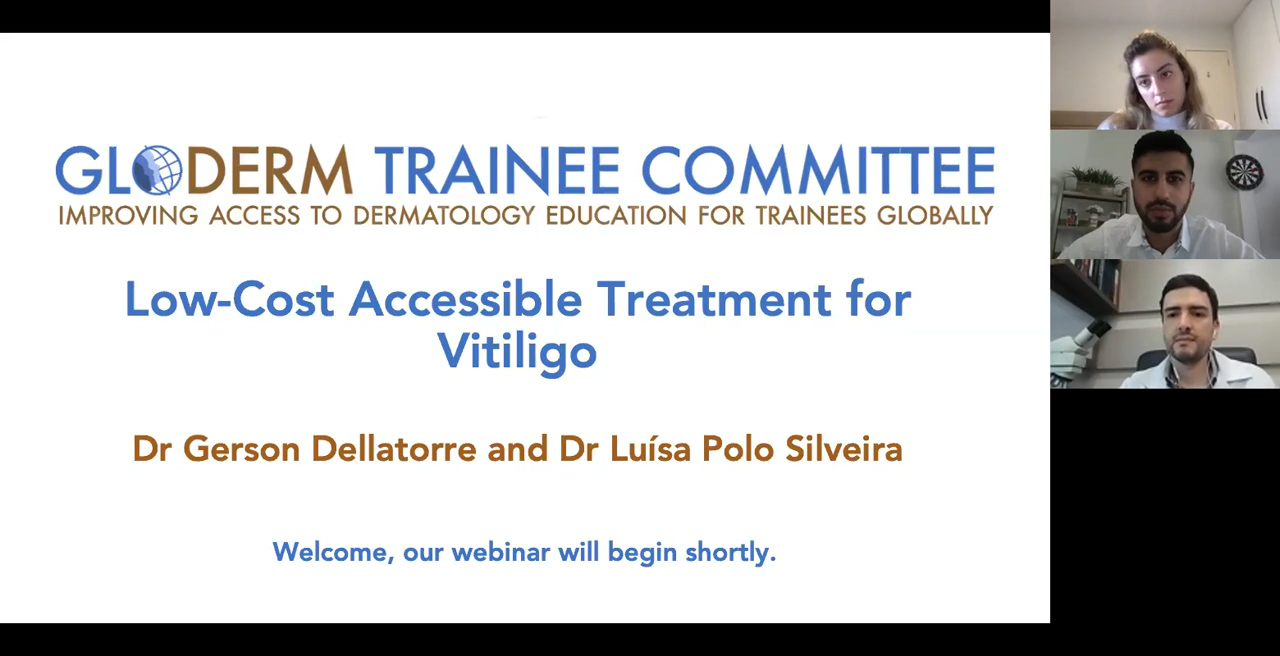 GLODERM TRAINEE COMMITTEE
IMPROVING ACCESS TO DERMATOLOGY EDUCATION FOR TRAINEES GLOBALLY
Low-Cost Accessible Treatment for
Vitiligo
Dr Gerson Dellatorre and Dr Luísa Polo Silveira
Welcome, our webinar will begin shortly.